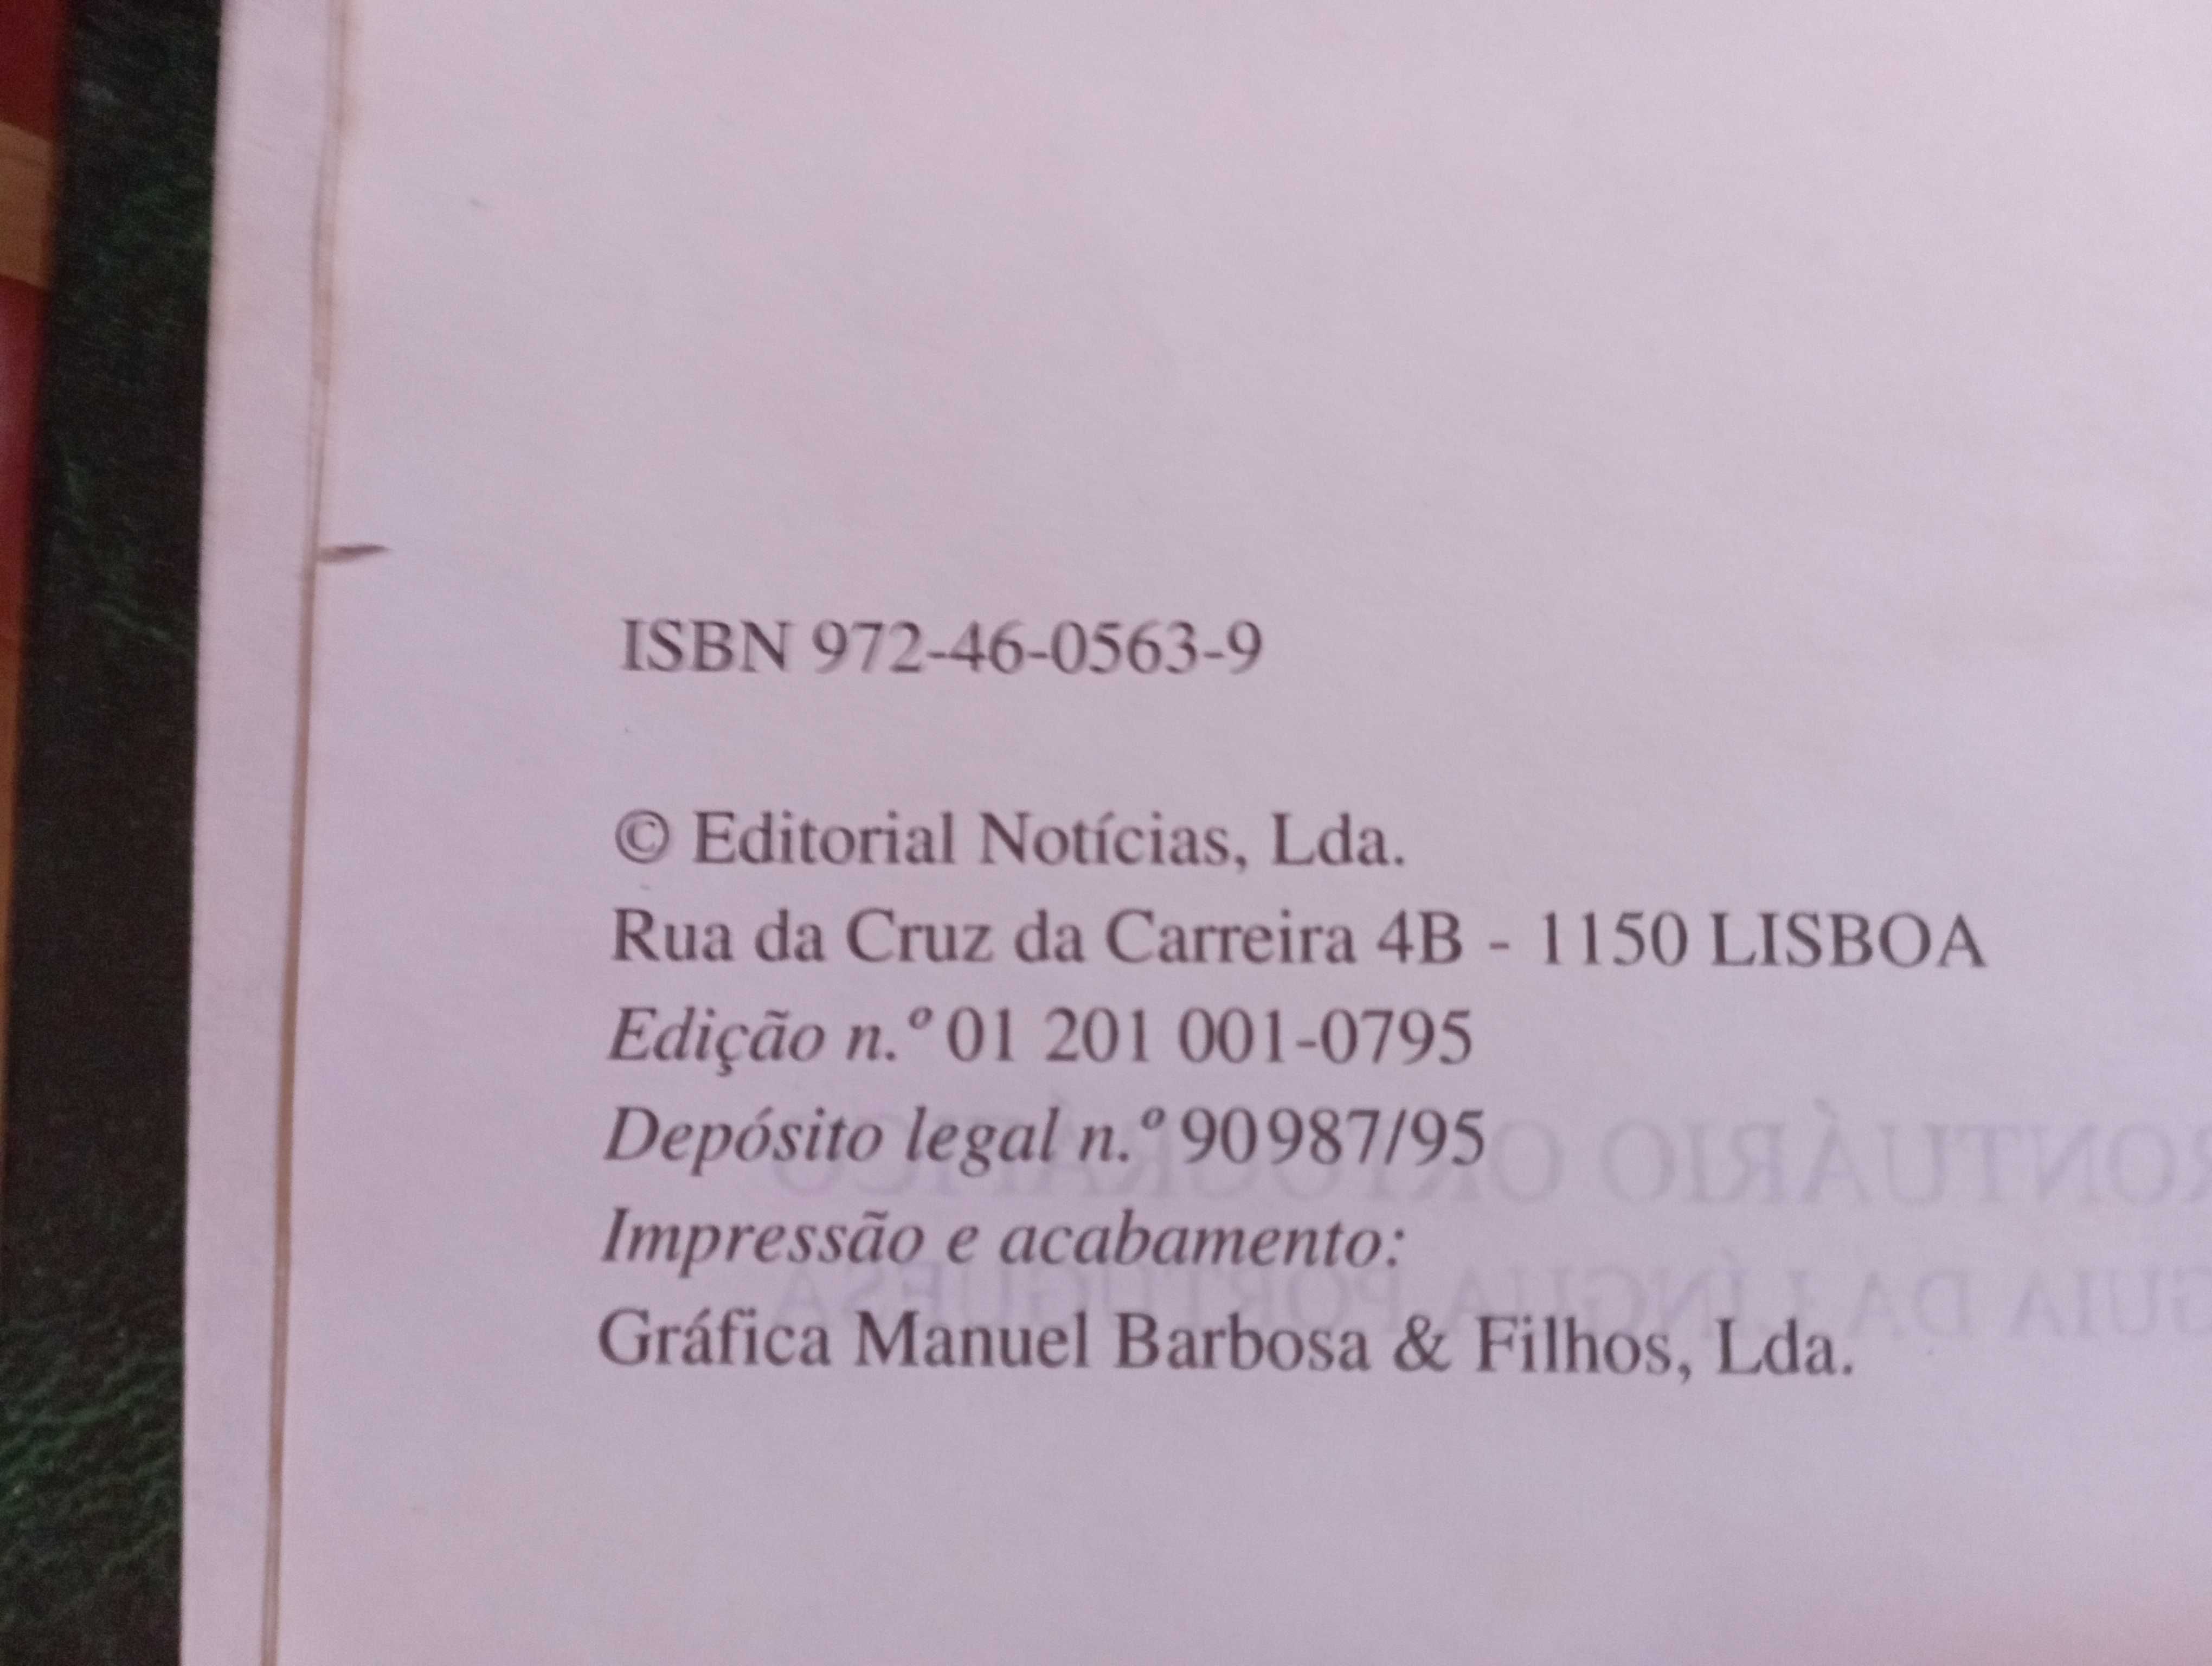 ISBN 972-46-0563-9
© Editorial Notícias, Lda.
Rua da Cruz da Carreira 4B - 1150 LISBOA
Edição n.º 01 201 001-0795
Depósito legal n.º 90987/95
Impressão e acabamento:
Gráfica Manuel Barbosa & Filhos, Lda.